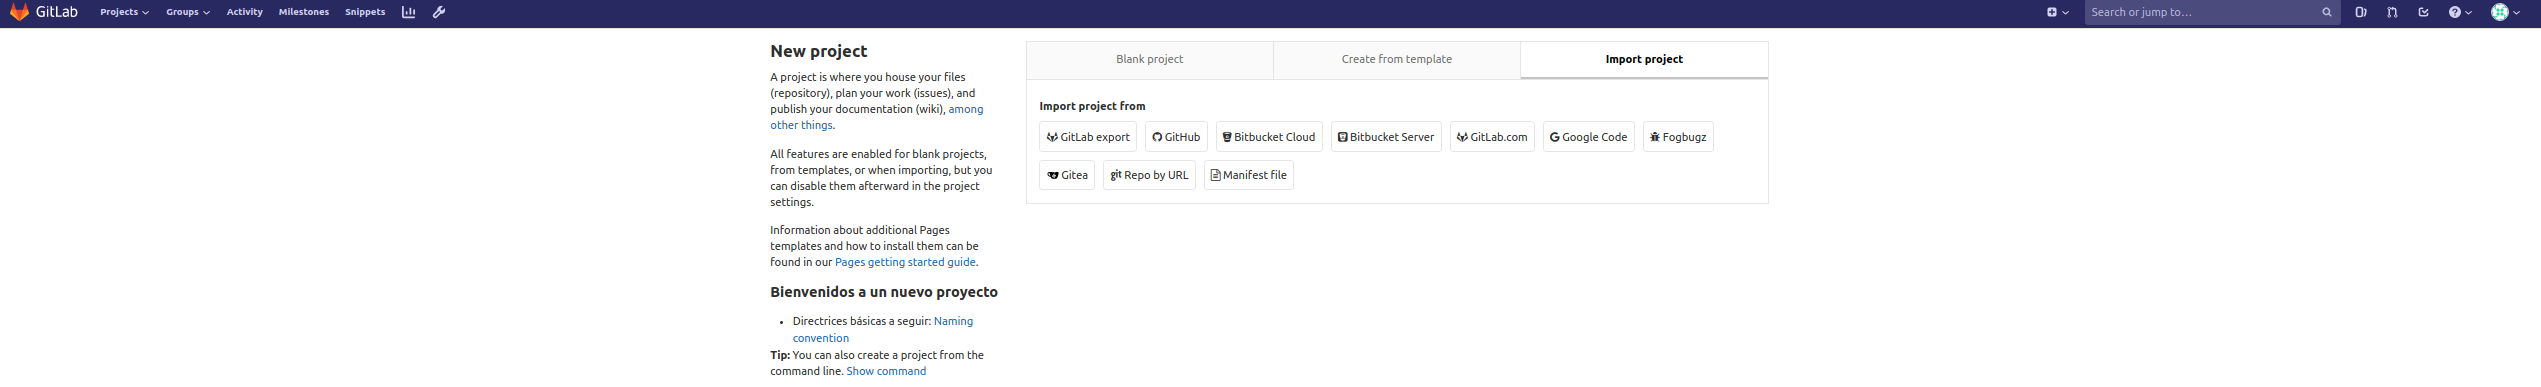 GitLab Projects Groups Activity Milestones Snippets Search or jump to...
New project
A project is where you house your files
(repository), plan your work (issues), and
publish your documentation (wiki), among
other things.
All features are enabled for blank projects,
from templates, or when importing, but you
can disable them afterward in the project
settings.
Information about additional Pages
templates and how to install them can be
found in our Pages getting started guide.
Bienvenidos a un nuevo proyecto
• Directrices básicas a seguir: Naming
convention
Tip: You can also create a project from the
command line. Show command
Blank project Create from template Import project
Import project from
GitLab export GitHub Bitbucket Cloud Bitbucket Server GitLab.com Google Code Fogbugz
Gitea git Repo by URL Manifest file